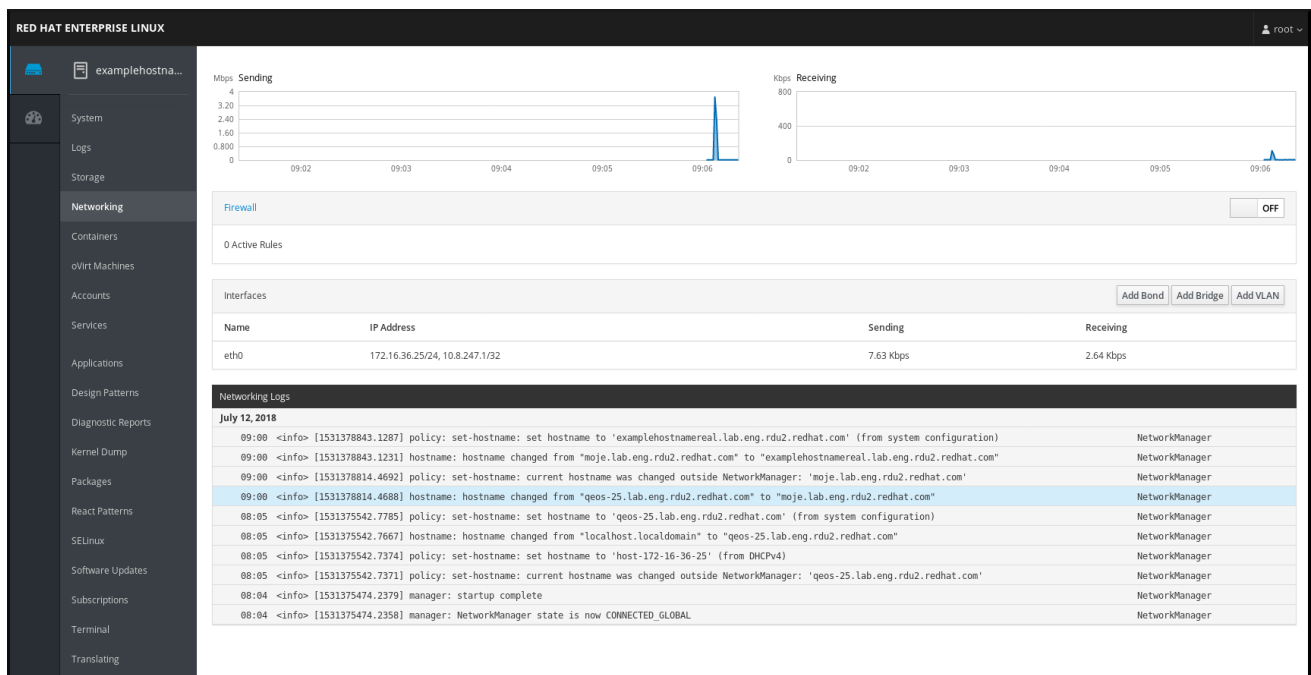 RED HAT ENTERPRISE LINUX
root
examplehostna...
System
Logs
Storage
Networking
Containers
oVirt Machines
Accounts
Services
Applications
Design Patterns
Diagnostic Reports
Kernel Dump
Packages
React Patterns
SELinux
Software Updates
Subscriptions
Terminal
Translating
Mbps Sending
4
3.20
2.40
1.60
0.800
0
09:02 09:03 09:04 09:05 09:06
Kbps Receiving
800
400
0
09:02 09:03 09:04 09:05 09:06
Firewall OFF
0 Active Rules
Interfaces Add Bond Add Bridge Add VLAN
Name IP Address Sending Receiving
eth0 172.16.36.25/24, 10.8.247.1/32 7.63 Kbps 2.64 Kbps
Networking Logs
July 12, 2018
09:00 <info> [1531378843.1287] policy: set-hostname: set hostname to 'examplehostnamereal.lab.eng.rdu2.redhat.com' (from system configuration) NetworkManager
09:00 <info> [1531378843.1231] hostname: hostname changed from "moje.lab.eng.rdu2.redhat.com" to "examplehostnamereal.lab.eng.rdu2.redhat.com" NetworkManager
09:00 <info> [1531378814.4692] policy: set-hostname: current hostname was changed outside NetworkManager: 'moje.lab.eng.rdu2.redhat.com' NetworkManager
09:00 <info> [1531378814.4688] hostname: hostname changed from "qeos-25.lab.eng.rdu2.redhat.com" to "moje.lab.eng.rdu2.redhat.com" NetworkManager
08:05 <info> [1531375542.7785] policy: set-hostname: set hostname to 'qeos-25.lab.eng.rdu2.redhat.com' (from system configuration) NetworkManager
08:05 <info> [1531375542.7667] hostname: hostname changed from "localhost.localdomain" to "qeos-25.lab.eng.rdu2.redhat.com" NetworkManager
08:05 <info> [1531375542.7374] policy: set-hostname: set hostname to 'host-172-16-36-25' (from DHCPv4) NetworkManager
08:05 <info> [1531375542.7371] policy: set-hostname: current hostname was changed outside NetworkManager: 'qeos-25.lab.eng.rdu2.redhat.com' NetworkManager
08:04 <info> [1531375474.2379] manager: startup complete NetworkManager
08:04 <info> [1531375474.2358] manager: NetworkManager state is now CONNECTED_GLOBAL NetworkManager